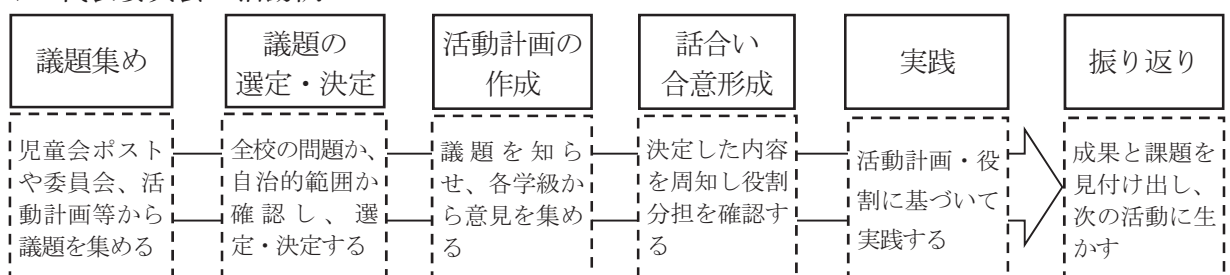 議題集め
議題の
選定・決定
活動計画の
作成
話合い
合意形成
実践
振り返り
児童会ポスト
や委員会、活
動計画等から
議題を集める
全校の問題か、
自治的範囲か
確認し、選
定・決定する
議題を知ら
せ、各学級か
ら意見を集め
る
決定した内容
を周知し役割
分担を確認す
る
活動計画・役
割に基づいて
実践する
成果と課題を
見付け出し、
次の活動に生
かす